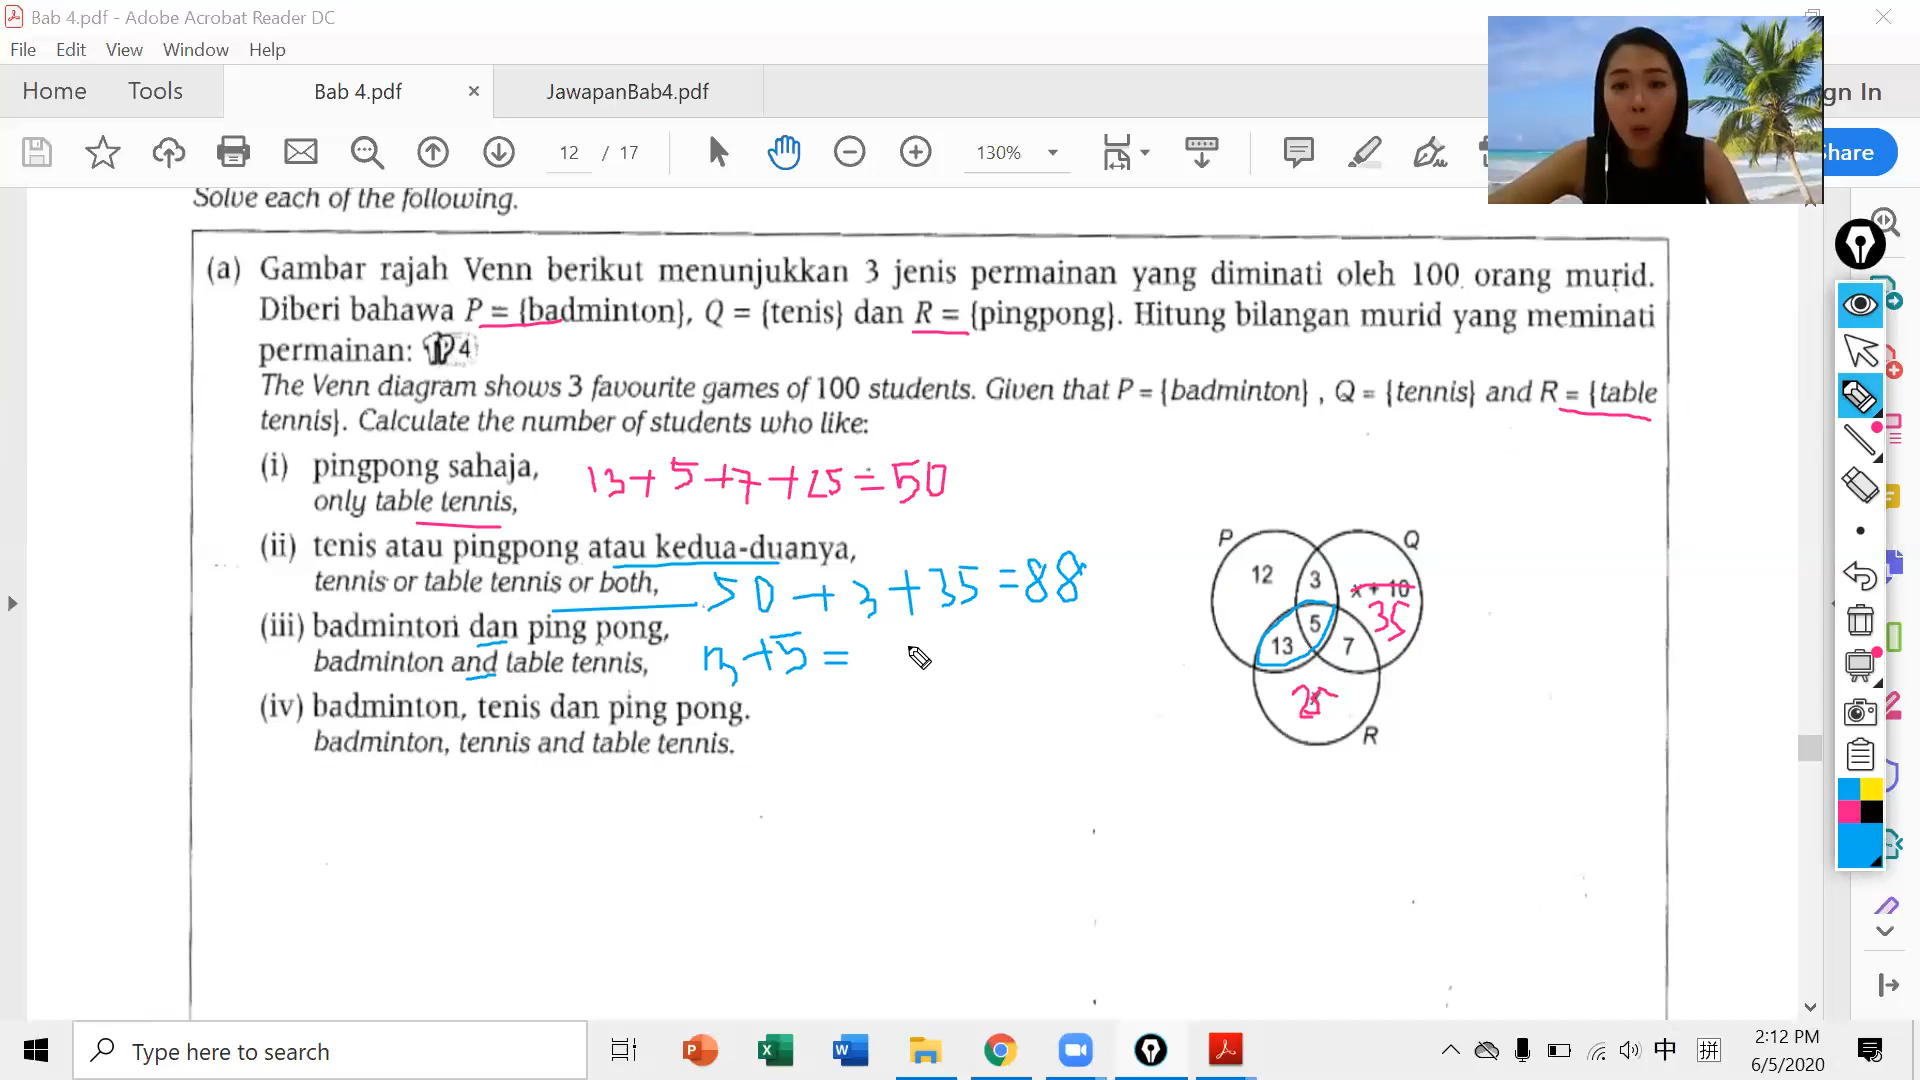 Bab 4.pdf - Adobe Acrobat Reader DC
File Edit View Window Help
Home Tools Bab 4.pdf × JawapanBab4.pdf gn In
12 / 17 130% hare
Solve each of the following.
(a) Gambar rajah Venn berikut menunjukkan 3 jenis permainan yang diminati oleh 100 orang murid.
Diberi bahawa P = {badminton}, Q = {tenis} dan R = {pingpong}. Hitung bilangan murid yang meminati
permainan: TP4
The Venn diagram shows 3 favourite games of 100 students. Given that P = {badminton} , Q = {tennis} and R = {table
tennis}. Calculate the number of students who like:
(i) pingpong sahaja, 13 + 5 + 7 + 25 = 50
only table tennis,
(ii) tenis atau pingpong atau kedua-duanya,
tennis or table tennis or both, 50 + 3 + 35 = 88
(iii) badminton dan ping pong,
badminton and table tennis, 13 + 5 =
(iv) badminton, tenis dan ping pong.
badminton, tennis and table tennis.
P Q
12 3 x + 10
35
5
13 7
25
R
Type here to search
中 拼
2:12 PM
6/5/2020